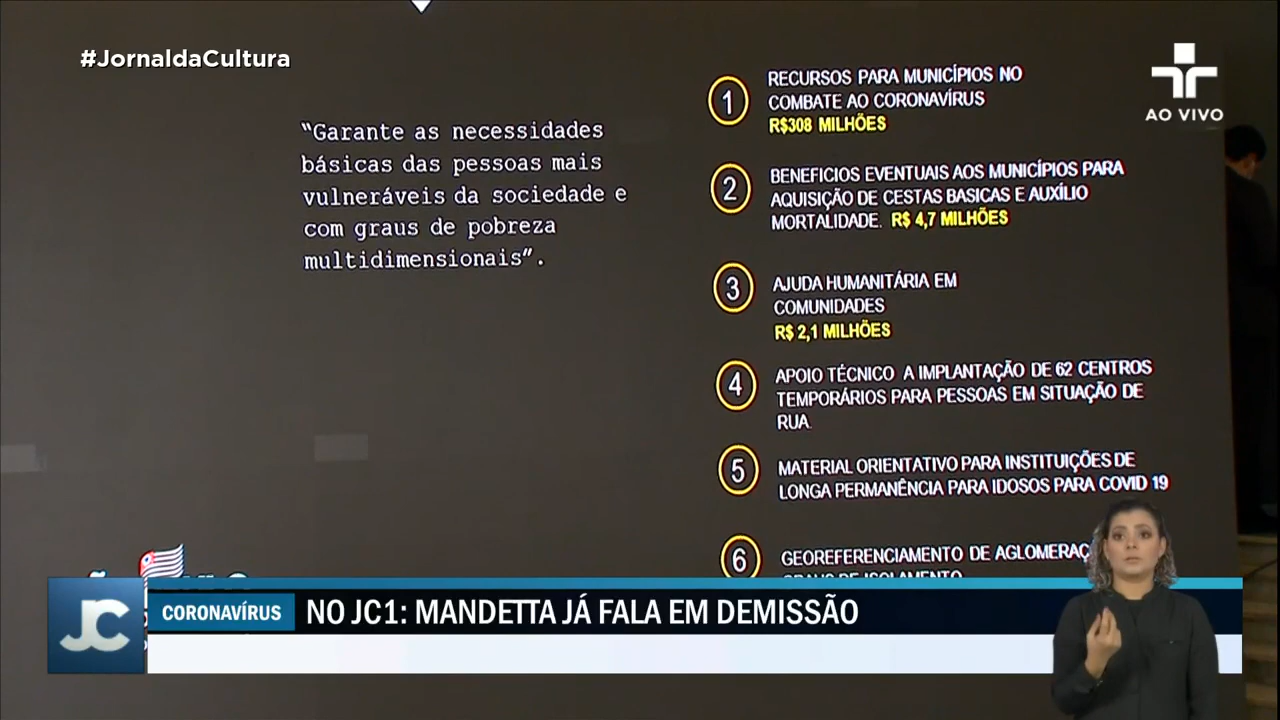 #JornaldaCultura
AO VIVO
“Garante as necessidades
básicas das pessoas mais
vulneráveis da sociedade e
com graus de pobreza
multidimensionais”.
1
RECURSOS PARA MUNICÍPIOS NO
COMBATE AO CORONAVÍRUS
R$308 MILHÕES
2
BENEFICIOS EVENTUAIS AOS MUNICÍPIOS PARA
AQUISIÇÃO DE CESTAS BASICAS E AUXÍLIO
MORTALIDADE. R$ 4,7 MILHÕES
3
AJUDA HUMANITÁRIA EM
COMUNIDADES
R$ 2,1 MILHÕES
4
APOIO TÉCNICO A IMPLANTAÇÃO DE 62 CENTROS
TEMPORÁRIOS PARA PESSOAS EM SITUAÇÃO DE
RUA.
5
MATERIAL ORIENTATIVO PARA INSTITUIÇÕES DE
LONGA PERMANÊNCIA PARA IDOSOS PARA COVID 19
6
GEOREFERENCIAMENTO DE
JC
CORONAVÍRUS
NO JC1: MANDETTA JÁ FALA EM DEMISSÃO